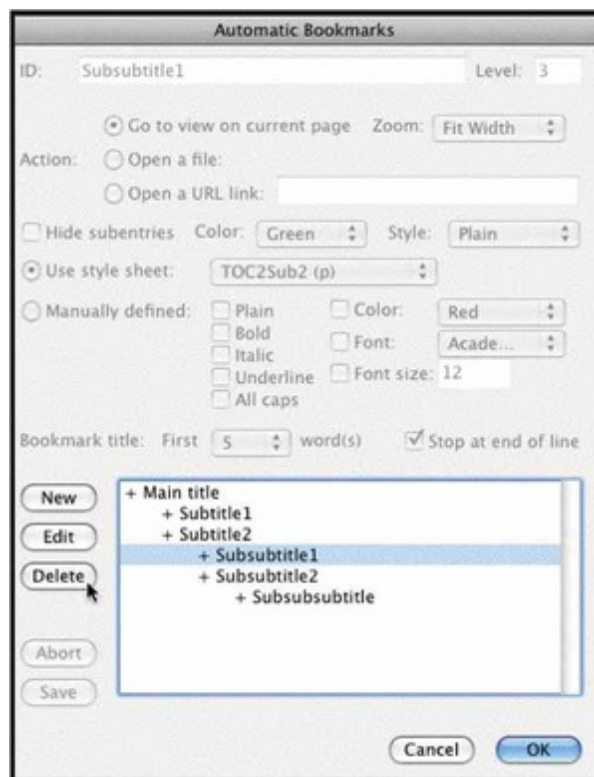 Automatic Bookmarks
ID: Subsubtitle1 Level: 3
Go to view on current page Zoom: Fit Width
Action: Open a file:
Open a URL link:
Hide subentries Color: Green Style: Plain
Use style sheet: TOC2Sub2 (p)
Manually defined: Plain Color: Red
Bold
Italic Font: Acade...
Underline Font size: 12
All caps
Bookmark title: First 5 word(s) Stop at end of line
New + Main title
+ Subtitle1
Edit + Subtitle2
+ Subsubtitle1
Delete + Subsubtitle2
+ Subsubsubtitle
Abort
Save
Cancel OK